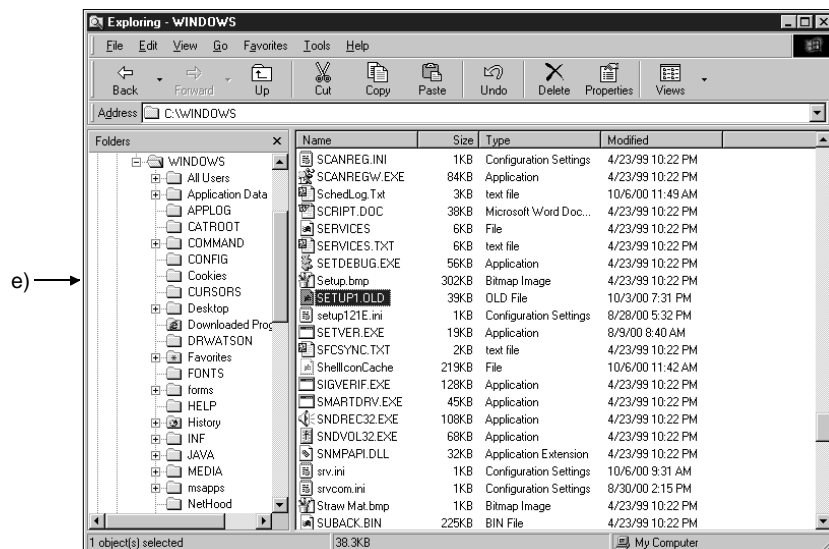 Exploring - WINDOWS
File Edit View Go Favorites Tools Help
Back Forward Up Cut Copy Paste Undo Delete Properties Views
Address C:\WINDOWS
Folders
WINDOWS
All Users
Application Data
APPLOG
CATROOT
COMMAND
CONFIG
Cookies
CURSORS
Desktop
Downloaded Prog
DRWATSON
Favorites
FONTS
forms
HELP
History
INF
JAVA
MEDIA
msapps
NetHood
e)
Name Size Type Modified
SCANREG.INI 1KB Configuration Settings 4/23/99 10:22 PM
SCANREGW.EXE 84KB Application 4/23/99 10:22 PM
SchedLog.Txt 3KB text file 10/6/00 11:49 AM
SCRIPT.DOC 38KB Microsoft Word Doc... 4/23/99 10:22 PM
SERVICES 6KB File 4/23/99 10:22 PM
SERVICES.TXT 6KB text file 4/23/99 10:22 PM
SETDEBUG.EXE 56KB Application 4/23/99 10:22 PM
Setup.bmp 302KB Bitmap Image 4/23/99 10:22 PM
SETUP1.OLD 39KB OLD File 10/3/00 7:31 PM
setup121E.ini 1KB Configuration Settings 8/28/00 5:32 PM
SETVER.EXE 19KB Application 8/9/00 8:40 AM
SFCSYNC.TXT 2KB text file 4/23/99 10:22 PM
ShellIconCache 219KB File 10/6/00 11:42 AM
SIGVERIF.EXE 128KB Application 4/23/99 10:22 PM
SMARTDRV.EXE 45KB Application 4/23/99 10:22 PM
SNDREC32.EXE 108KB Application 4/23/99 10:22 PM
SNDVOL32.EXE 68KB Application 4/23/99 10:22 PM
SNMPAPI.DLL 32KB Application Extension 4/23/99 10:22 PM
srv.ini 1KB Configuration Settings 10/6/00 9:31 AM
srvcom.ini 1KB Configuration Settings 8/30/00 2:15 PM
Straw Mat.bmp 1KB Bitmap Image 4/23/99 10:22 PM
SUBACK.BIN 225KB BIN File 4/23/99 10:22 PM
1 object(s) selected 38.3KB My Computer